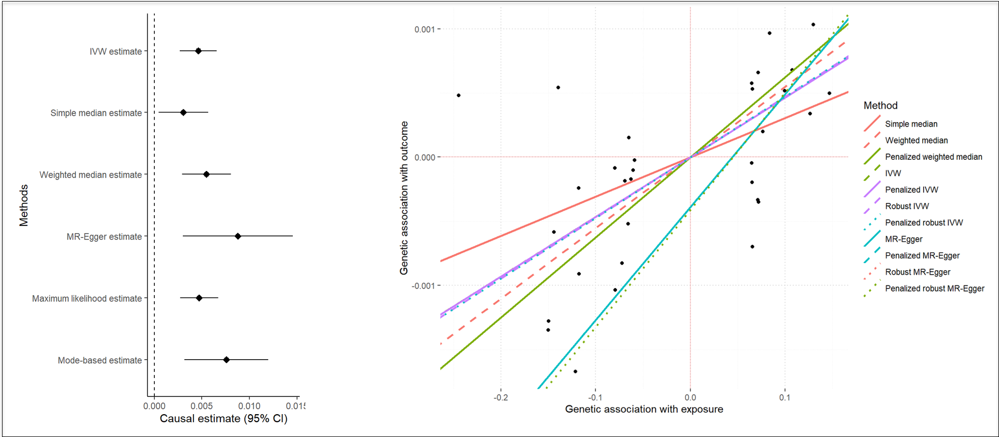 Methods
IVW estimate
Simple median estimate
Weighted median estimate
MR-Egger estimate
Maximum likelihood estimate
Mode-based estimate
0.000 0.005 0.010 0.015
Causal estimate (95% CI)
Genetic association with outcome
0.001
0.000
-0.001
-0.2 -0.1 0.0 0.1
Genetic association with exposure
Method
Simple median
Weighted median
Penalized weighted median
IVW
Penalized IVW
Robust IVW
Penalized robust IVW
MR-Egger
Penalized MR-Egger
Robust MR-Egger
Penalized robust MR-Egger